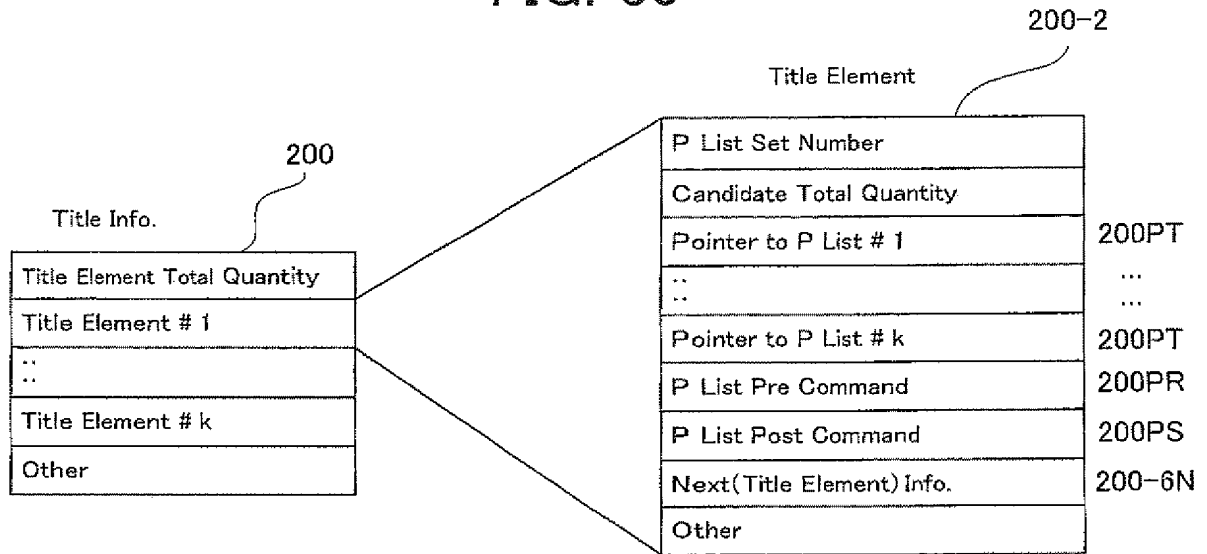 200-2
Title Element
P List Set Number
Candidate Total Quantity
Pointer to P List # 1 200PT
:: ...
...
Pointer to P List # k 200PT
P List Pre Command 200PR
P List Post Command 200PS
Next(Title Element) Info. 200-6N
Other
200
Title Info.
Title Element Total Quantity
Title Element # 1
::
Title Element # k
Other